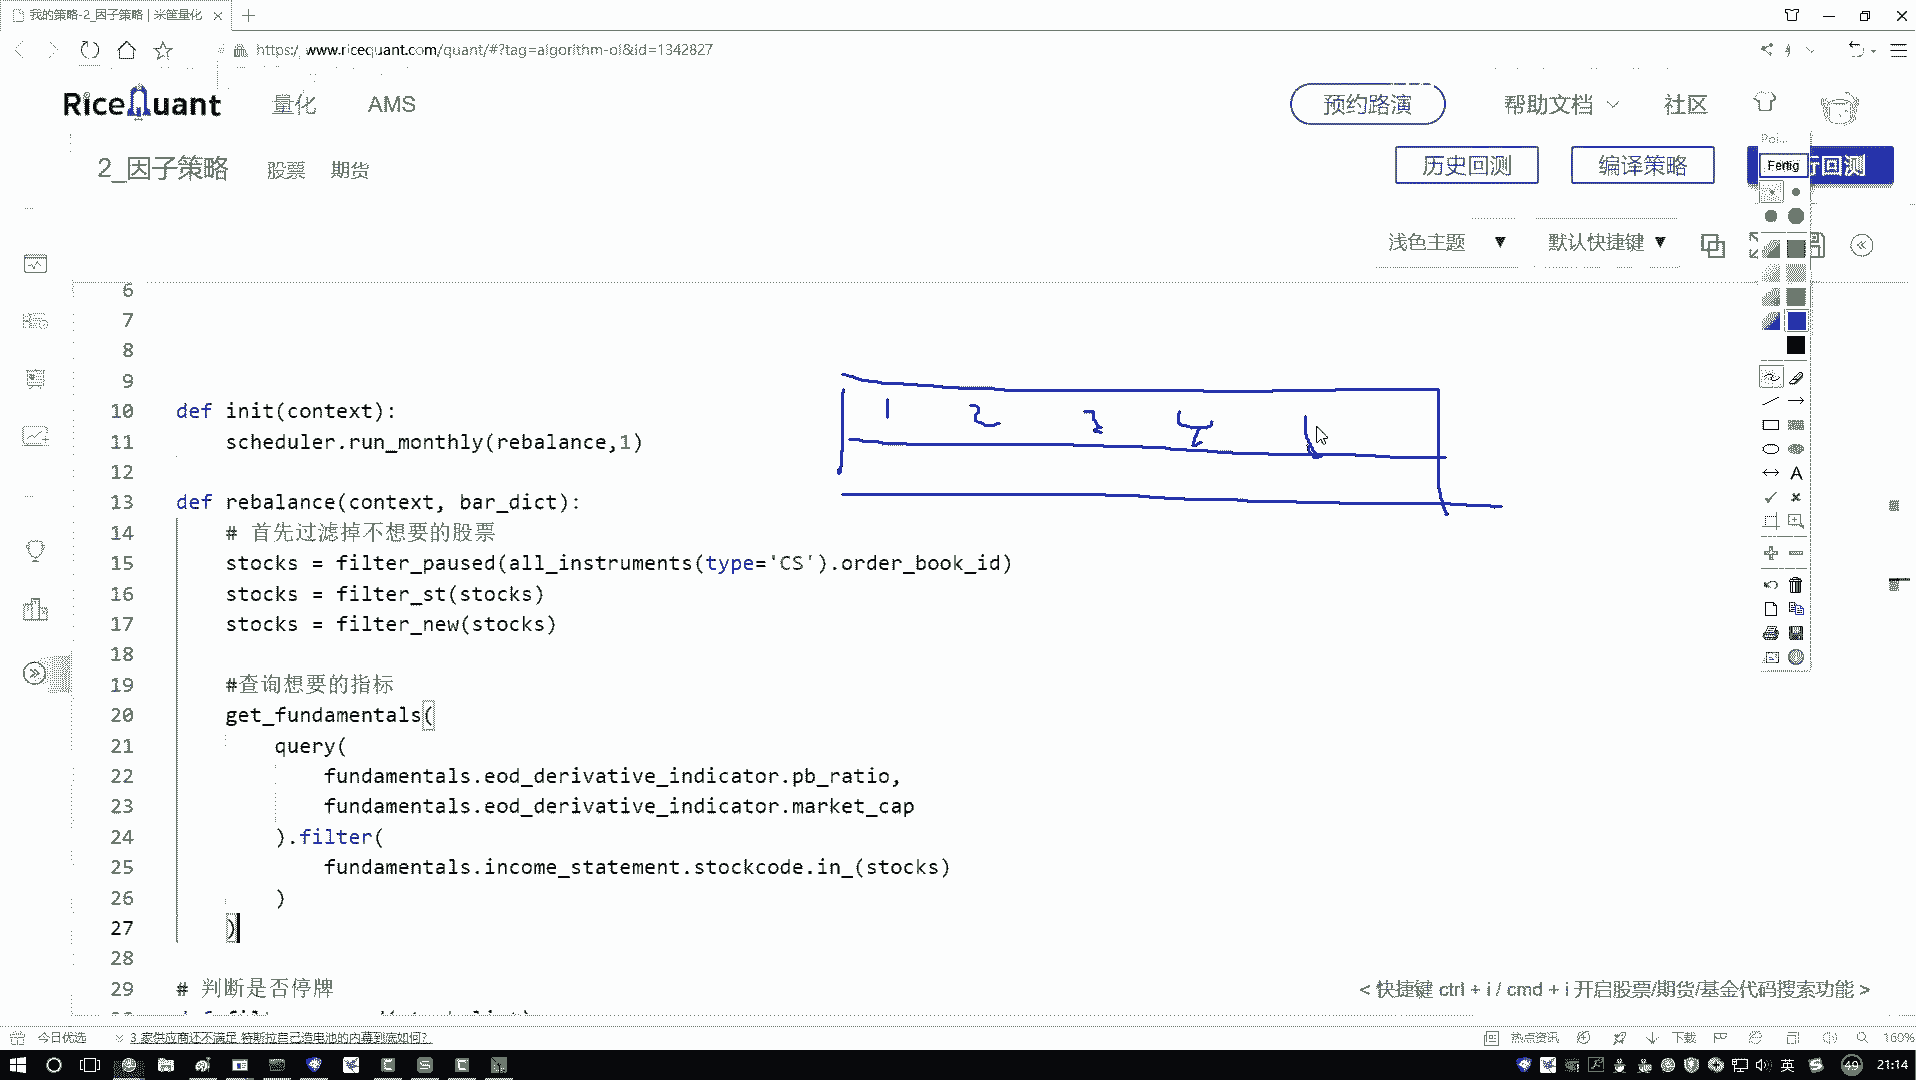 我的策略-2_因子策略 | 米筐量化
https:/ www.ricequant.com/quant/#?tag=algorithm-ol&id=1342827
RiceQuant 量化 AMS 预约路演 帮助文档 社区
2_因子策略 股票 期货 历史回测 编译策略 行回测
Poi...
Fertig
浅色主题 默认快捷键
6
7
8
9
10 def init(context):
11 scheduler.run_monthly(rebalance,1)
12
13 def rebalance(context, bar_dict):
14 # 首先过滤掉不想要的股票
15 stocks = filter_paused(all_instruments(type='CS').order_book_id)
16 stocks = filter_st(stocks)
17 stocks = filter_new(stocks)
18
19 #查询想要的指标
20 get_fundamentals(
21 query(
22 fundamentals.eod_derivative_indicator.pb_ratio,
23 fundamentals.eod_derivative_indicator.market_cap
24 ).filter(
25 fundamentals.income_statement.stockcode.in_(stocks)
26 )
27 )
28
29 # 判断是否停牌
1 2 3 4
< 快捷键 ctrl + i / cmd + i 开启股票/期货/基金代码搜索功能 >
今日优选 3家供应商还不满足 特斯拉自己造电池的内幕到底如何? 热点资讯 下载 160%
英 49 21:14